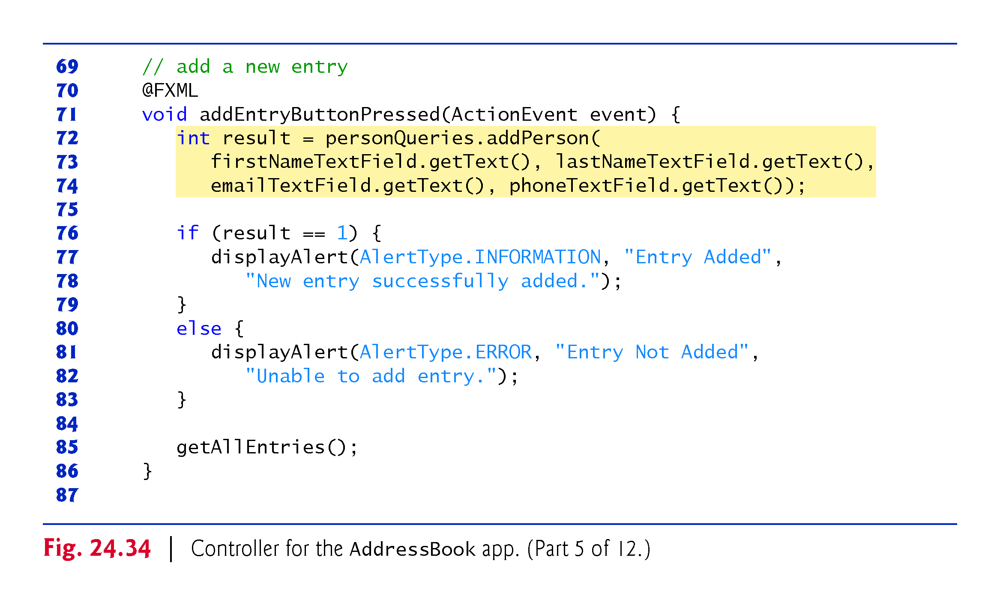 69 // add a new entry
70 @FXML
71 void addEntryButtonPressed(ActionEvent event) {
72 int result = personQueries.addPerson(
73 firstNameTextField.getText(), lastNameTextField.getText(),
74 emailTextField.getText(), phoneTextField.getText());
75
76 if (result == 1) {
77 displayAlert(AlertType.INFORMATION, "Entry Added",
78 "New entry successfully added.");
79 }
80 else {
81 displayAlert(AlertType.ERROR, "Entry Not Added",
82 "Unable to add entry.");
83 }
84
85 getAllEntries();
86 }
87
Fig. 24.34 | Controller for the AddressBook app. (Part 5 of 12.)